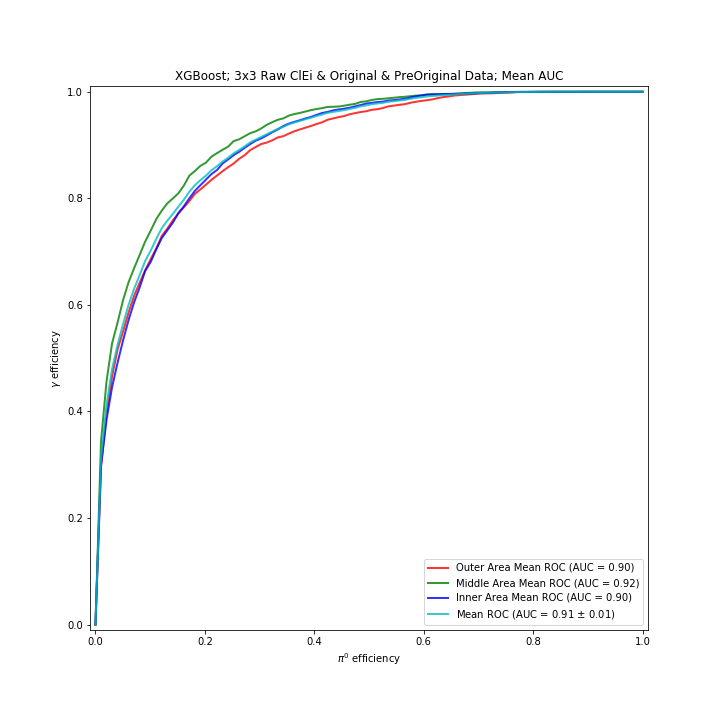 XGBoost; 3x3 Raw ClEi & Original & PreOriginal Data; Mean AUC
1.0
0.8
0.6
0.4
0.2
0.0
γ efficiency
0.0 0.2 0.4 0.6 0.8 1.0
π⁰ efficiency
Outer Area Mean ROC (AUC = 0.90)
Middle Area Mean ROC (AUC = 0.92)
Inner Area Mean ROC (AUC = 0.90)
Mean ROC (AUC = 0.91 ± 0.01)